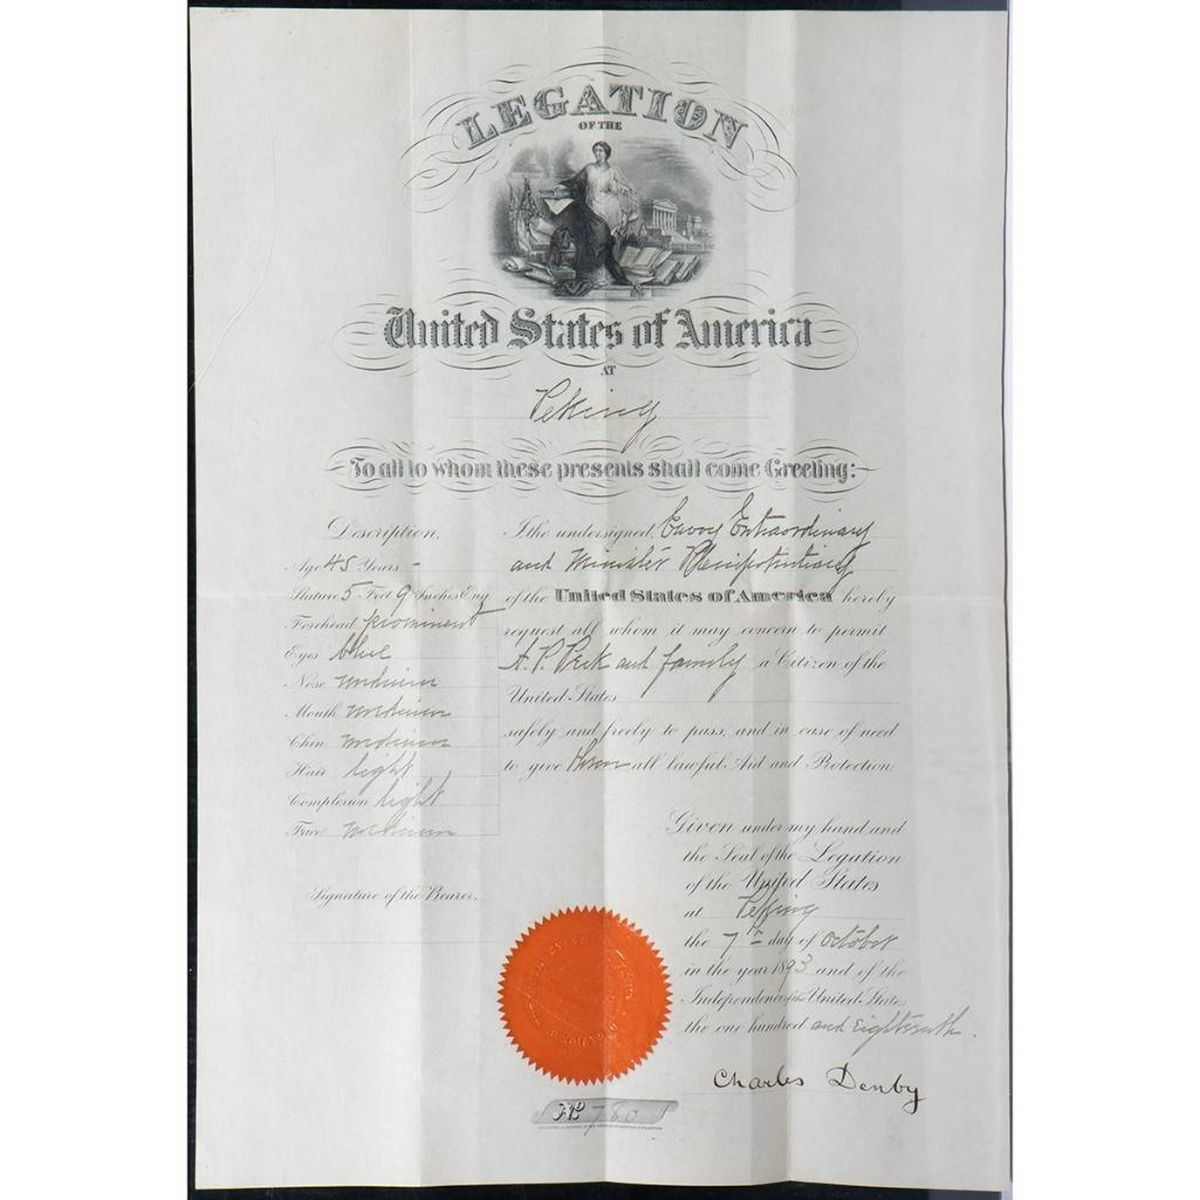 LEGATION
OF THE
United States of America
AT
Peking
To all to whom these presents shall come Greeting:
Description.
Age 45 Years -
Stature 5 Feet 9 Inches Eng
Forehead prominent
Eyes blue
Nose medium
Mouth medium
Chin medium
Hair light
Complexion light
Face medium
Signature of the Bearer.
I the undersigned, Envoy Extraordinary
and Minister Plenipotentiary
of the United States of America hereby
request all whom it may concern to permit
A. P. Peck and family a Citizen of the
United States
safely and freely to pass, and in case of need
to give them all lawful Aid and Protection.
Given under my hand and
the Seal of the Legation
of the United States
at Peking
the 7th day of October
in the year 1893 and of the
Independence of the United States
the one hundred and eighteenth.
Charles Denby
No 780